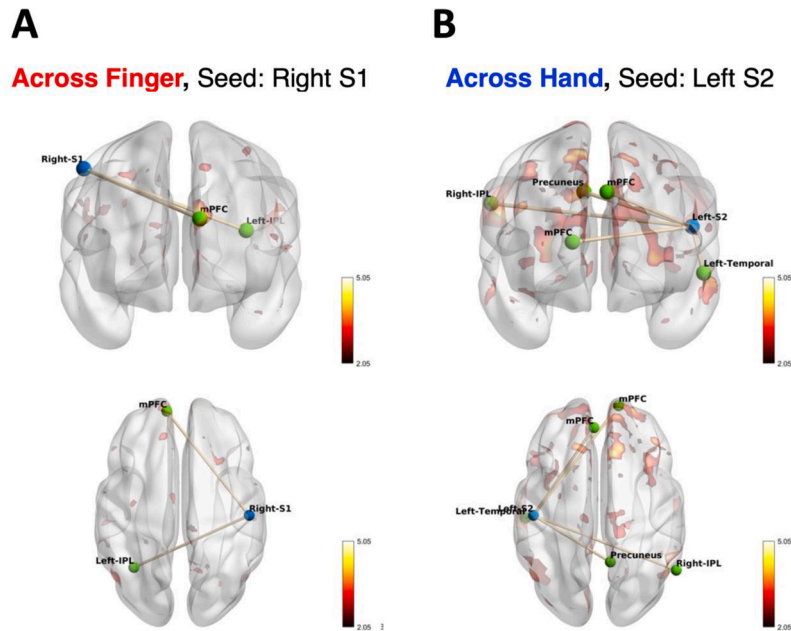 A
Across Finger, Seed: Right S1
Right-S1
mPFC
Left-IPL
5.05
2.05
mPFC
Right-S1
Left-IPL
5.05
2.05
B
Across Hand, Seed: Left S2
Precuneus
mPFC
Right-IPL
Left-S2
mPFC
Left-Temporal
5.05
2.05
mPFC
mPFC
Left-S2
Left-Temporal
Precuneus
Right-IPL
5.05
2.05